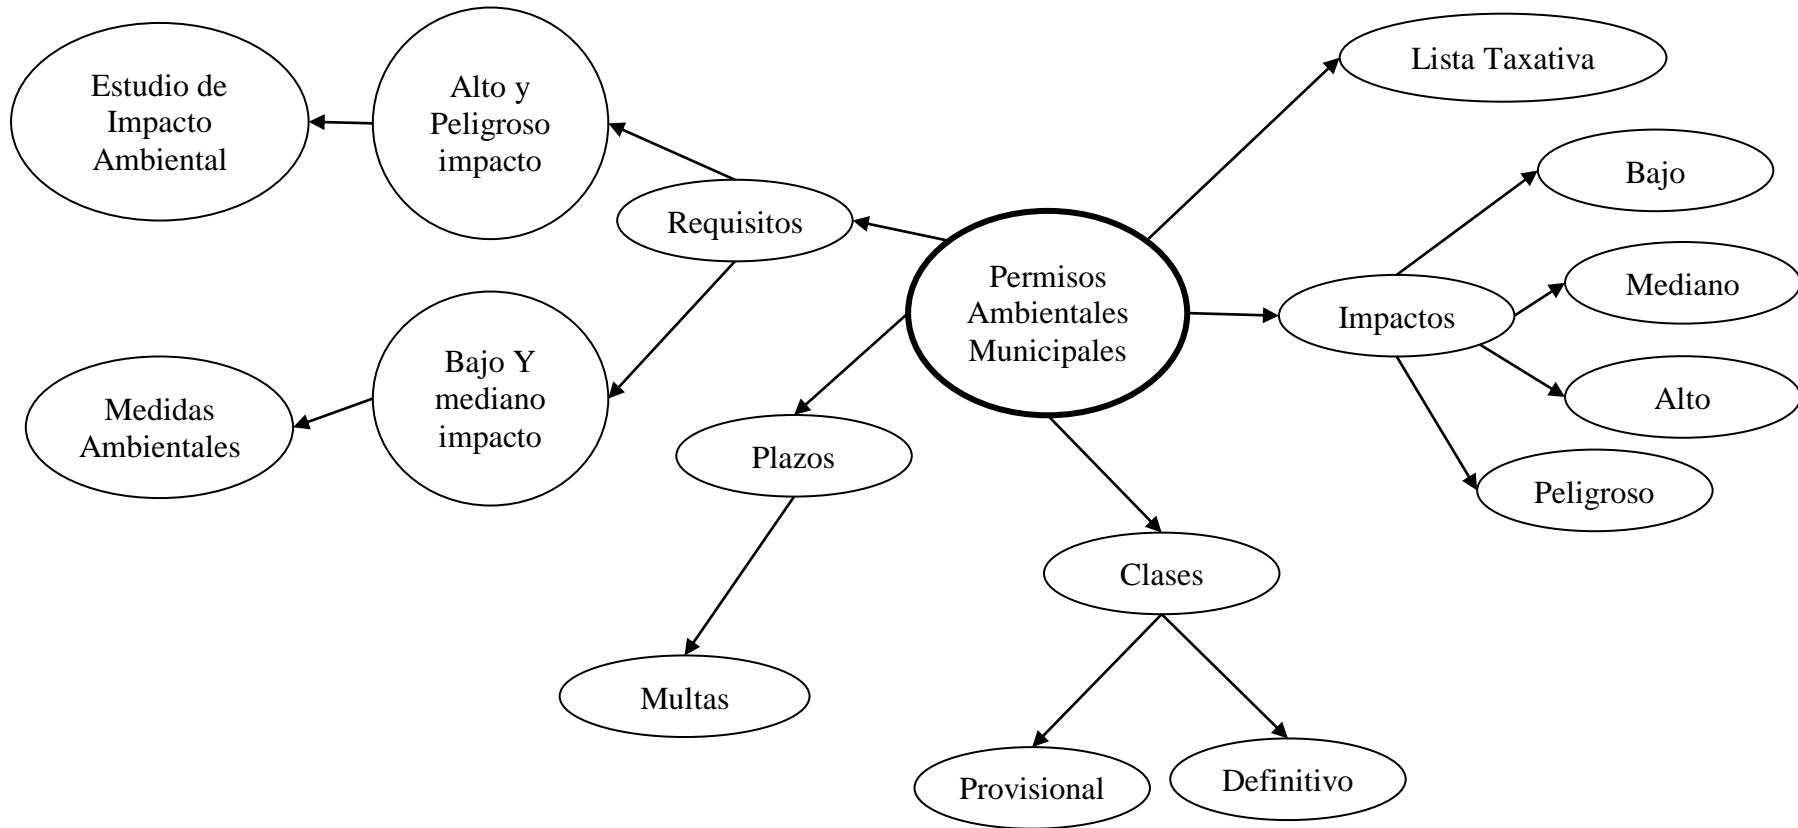 Estudio de
Impacto
Ambiental
Alto y
Peligroso
impacto
Lista Taxativa
Bajo
Requisitos
Permisos
Ambientales
Municipales
Impactos
Mediano
Medidas
Ambientales
Bajo Y
mediano
impacto
Alto
Plazos
Peligroso
Clases
Multas
Provisional
Definitivo